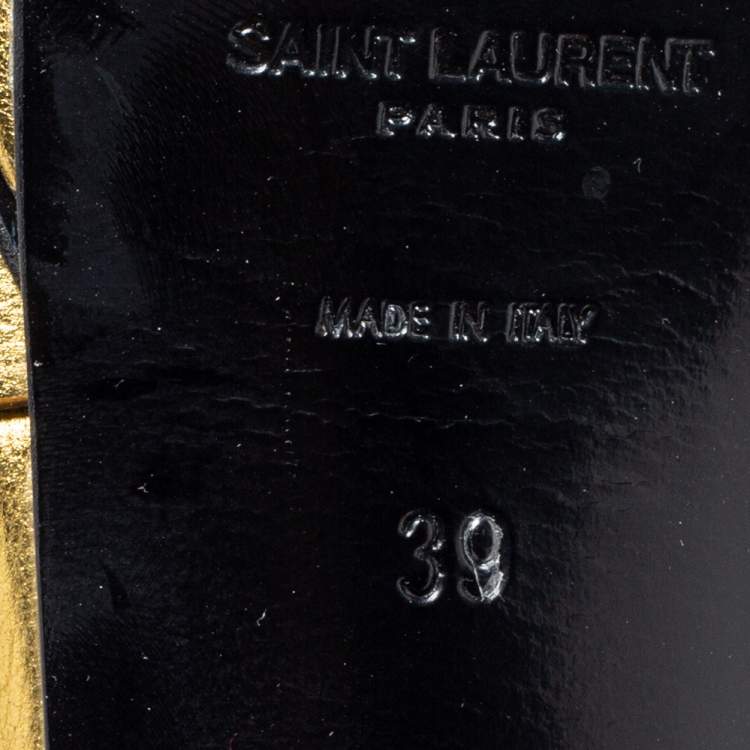 SAINT LAURENT
PARIS
MADE IN ITALY
39